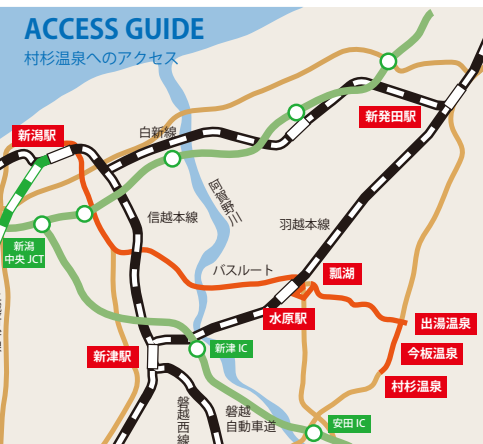 ACCESS GUIDE
村杉温泉へのアクセス
新発田駅
新潟駅
白新線
阿賀野川
信越本線
羽越本線
新潟
中央 JCT
バスルート
瓢湖
水原駅
出湯温泉
新津駅
新津 IC
今板温泉
村杉温泉
磐越西線
磐越
自動車道
安田 IC